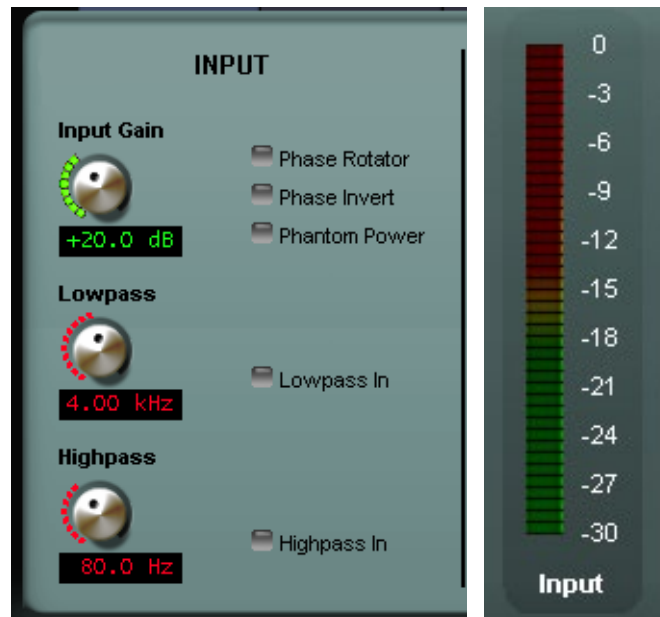 INPUT
Input Gain
Phase Rotator
Phase Invert
+20.0 dB
Phantom Power
Lowpass
4.00 kHz
Lowpass In
Highpass
80.0 Hz
Highpass In
0
-3
-6
-9
-12
-15
-18
-21
-24
-27
-30
Input